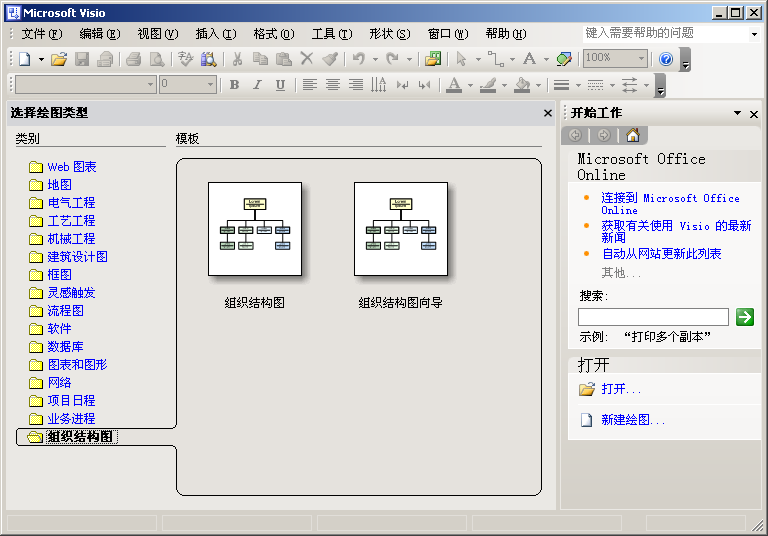 Microsoft Visio
文件(F) 编辑(E) 视图(V) 插入(I) 格式(O) 工具(T) 形状(S) 窗口(W) 帮助(H) 键入需要帮助的问题
100%
0 B I U A
选择绘图类型
类别
Web 图表
地图
电气工程
工艺工程
机械工程
建筑设计图
框图
灵感触发
流程图
软件
数据库
图表和图形
网络
项目日程
业务进程
组织结构图
模板
组织结构图
组织结构图向导
开始工作
Microsoft Office
Online
连接到 Microsoft Office
Online
获取有关使用 Visio 的最新
新闻
自动从网站更新此列表
其他...
搜索:
示例: “打印多个副本”
打开
打开...
新建绘图...